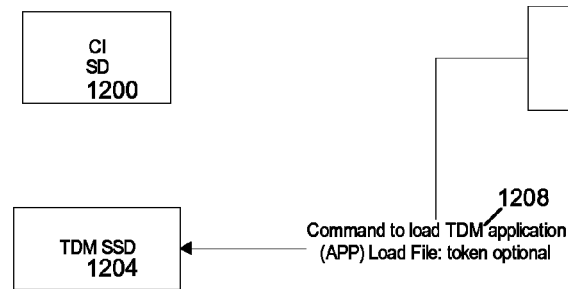 CI
SD
1200
1208
Command to load TDM application
(APP) Load File: token optional
TDM SSD
1204